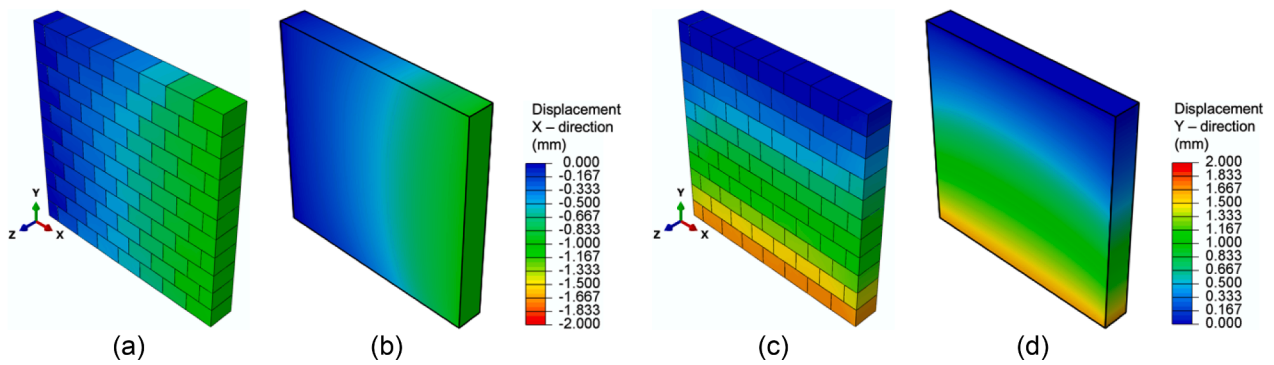 Y
Z
X
Displacement
X – direction
(mm)
0.000
-0.167
-0.333
-0.500
-0.667
-0.833
-1.000
-1.167
-1.333
-1.500
-1.667
-1.833
-2.000
Y
Z
X
Displacement
Y – direction
(mm)
2.000
1.833
1.667
1.500
1.333
1.167
1.000
0.833
0.667
0.500
0.333
0.167
0.000
(a)
(b)
(c)
(d)